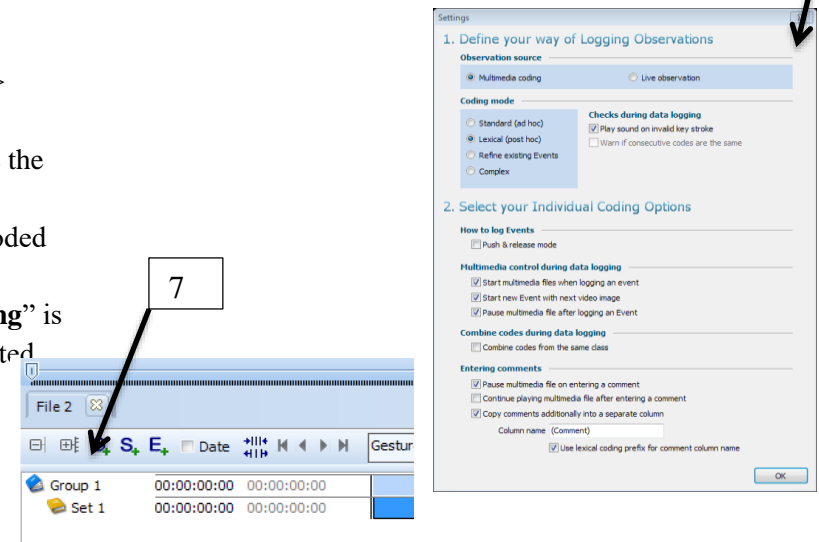 the
oded
ng” is
ted
7
File 2
S+ E+ Date Gestur
Group 1 00:00:00:00 00:00:00:00
Set 1 00:00:00:00 00:00:00:00
Settings
1. Define your way of Logging Observations
Observation source
Multimedia coding Live observation
Coding mode
Standard (ad hoc)
Lexical (post hoc)
Refine existing Events
Complex
Checks during data logging
Play sound on invalid key stroke
Warn if consecutive codes are the same
2. Select your Individual Coding Options
How to log Events
Push & release mode
Multimedia control during data logging
Start multimedia files when logging an event
Start new Event with next video image
Pause multimedia file after logging an Event
Combine codes during data logging
Combine codes from the same class
Entering comments
Pause multimedia file on entering a comment
Continue playing multimedia file after entering a comment
Copy comments additionally into a separate column
Column name (Comment)
Use lexical coding prefix for comment column name
OK